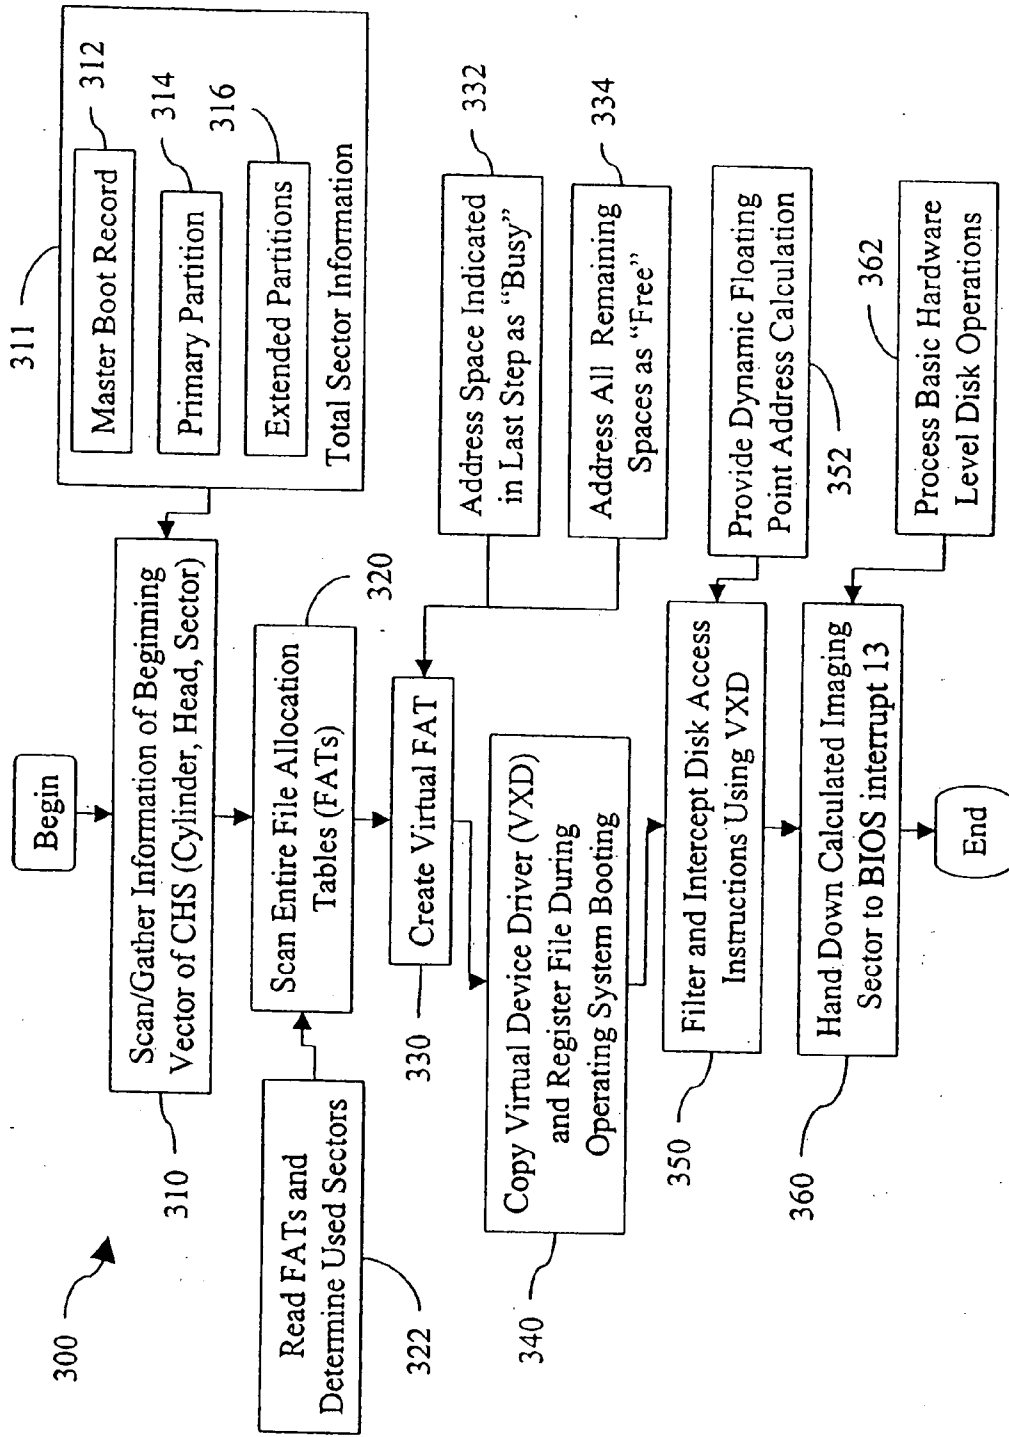 300
Begin
Scan/Gather Information of Beginning
Vector of CHS (Cylinder, Head, Sector)
310
311
Master Boot Record
312
Primary Partition
314
Extended Partitions
316
Total Sector Information
Scan Entire File Allocation
Tables (FATs)
320
Read FATs and
Determine Used Sectors
322
Create Virtual FAT
330
Address Space Indicated
in Last Step as “Busy”
332
Address All Remaining
Spaces as “Free”
334
Copy Virtual Device Driver (VXD)
and Register File During
Operating System Booting
340
Filter and Intercept Disk Access
Instructions Using VXD
350
Provide Dynamic Floating
Point Address Calculation
352
Hand Down Calculated Imaging
Sector to BIOS interrupt 13
360
Process Basic Hardware
Level Disk Operations
362
End